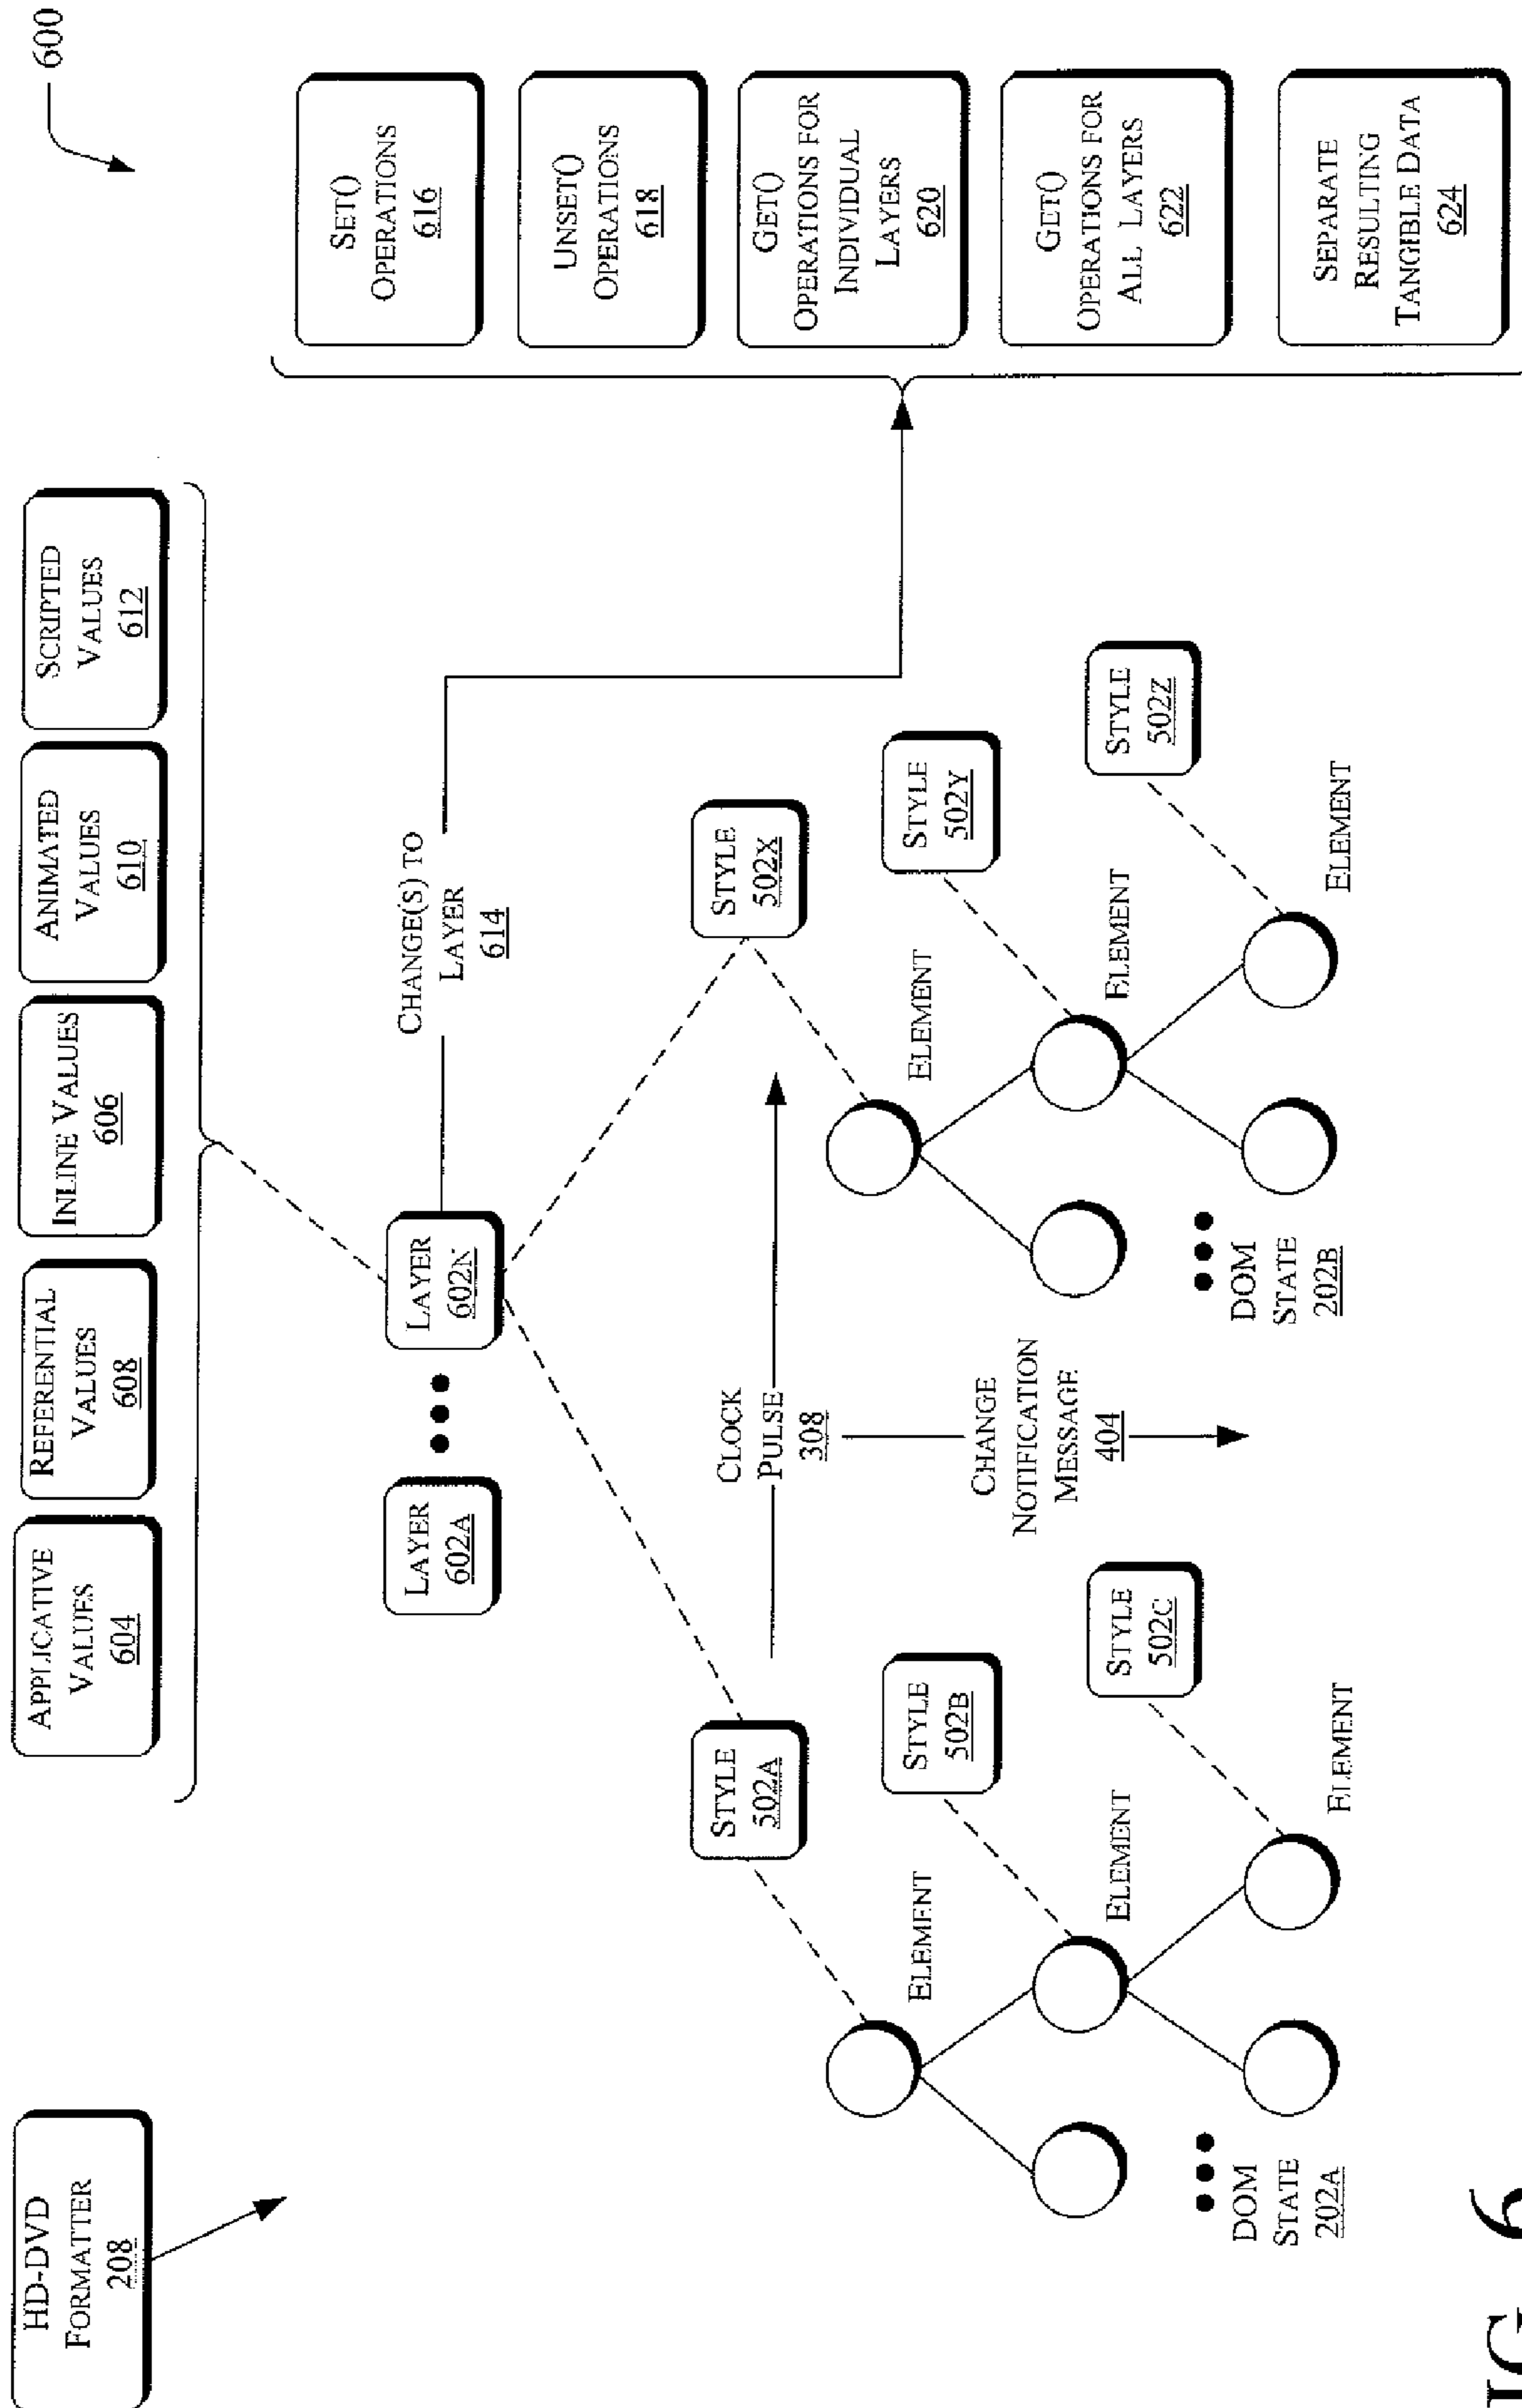 600
HD-DVD
FORMATTER
208
APPLICATIVE
VALUES
604
REFERENTIAL
VALUES
608
INLINE VALUES
606
ANIMATED
VALUES
610
SCRIPTED
VALUES
612
LAYER
602A
LAYER
602N
CHANGE(S) TO
LAYER
614
SET()
OPERATIONS
616
UNSET()
OPERATIONS
618
GET()
OPERATIONS FOR
INDIVIDUAL
LAYERS
620
GET()
OPERATIONS FOR
ALL LAYERS
622
SEPARATE
RESULTING
TANGIBLE DATA
624
STYLE
502A
CLOCK
PULSE
308
STYLE
502X
ELEMENT
STYLE
502B
ELEMENT
STYLE
502C
ELEMENT
DOM
STATE
202A
CHANGE
NOTIFICATION
MESSAGE
404
ELEMENT
STYLE
502Y
ELEMENT
STYLE
502Z
ELEMENT
DOM
STATE
202B
IG. 6